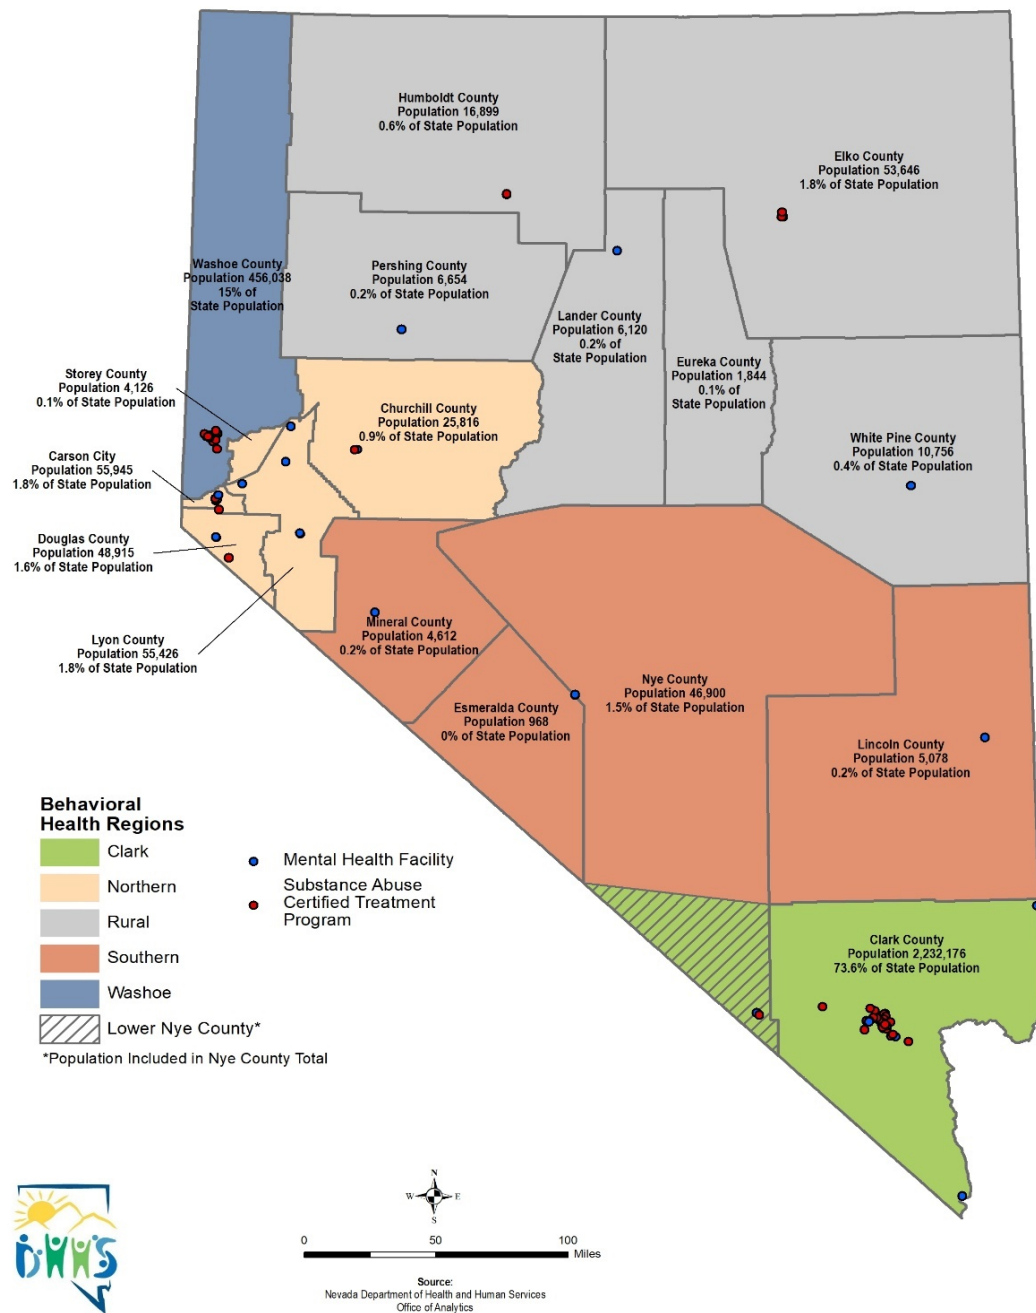 Humboldt County
Population 16,899
0.6% of State Population
Elko County
Population 53,646
1.8% of State Population
Washoe County
Population 456,038
15% of
State Population
Pershing County
Population 6,654
0.2% of State Population
Lander County
Population 6,120
0.2% of
State Population
Eureka County
Population 1,844
0.1% of
State Population
Storey County
Population 4,126
0.1% of State Population
Churchill County
Population 25,816
0.9% of State Population
White Pine County
Population 10,756
0.4% of State Population
Carson City
Population 55,945
1.8% of State Population
Douglas County
Population 48,915
1.6% of State Population
Lyon County
Population 55,426
1.8% of State Population
Mineral County
Population 4,612
0.2% of State Population
Esmeralda County
Population 968
0% of State Population
Nye County
Population 46,900
1.5% of State Population
Lincoln County
Population 5,078
0.2% of State Population
Clark County
Population 2,232,176
73.6% of State Population
Behavioral
Health Regions
Clark
Northern
Rural
Southern
Washoe
Lower Nye County*
*Population Included in Nye County Total
Mental Health Facility
Substance Abuse
Certified Treatment
Program
DHHS
N
W
E
S
0
50
100
Miles
Source:
Nevada Department of Health and Human Services
Office of Analytics